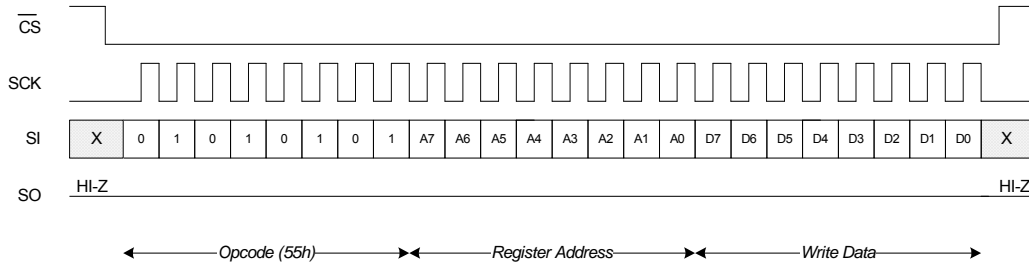 CS
SCK
SI X 0 1 0 1 0 1 0 1 A7 A6 A5 A4 A3 A2 A1 A0 D7 D6 D5 D4 D3 D2 D1 D0 X
HI-Z HI-Z
SO
Opcode (55h) Register Address Write Data